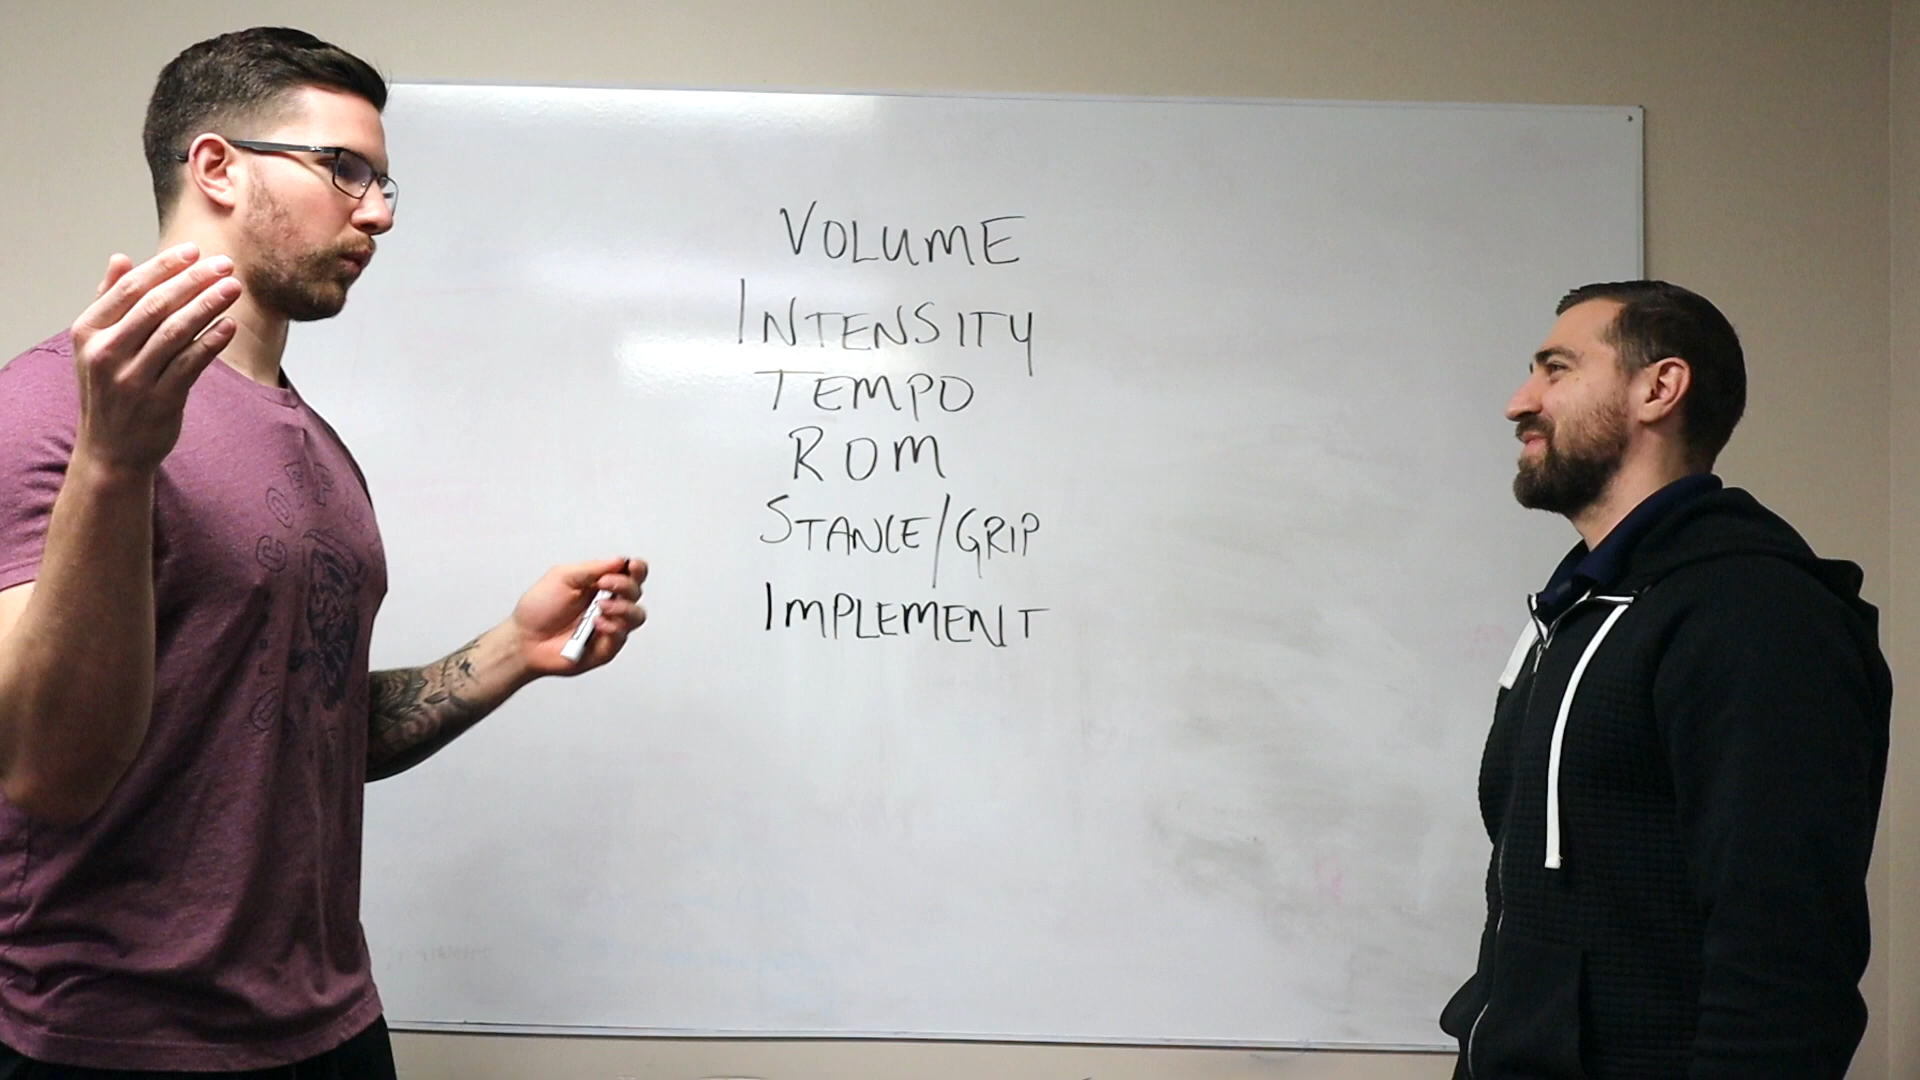 VOLUME
INTENSITY
TEMPO
ROM
STANCE/GRIP
IMPLEMENT